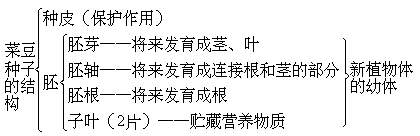 菜豆种子的结构
种皮（保护作用）
胚
胚芽——将来发育成茎、叶
胚轴——将来发育成连接根和茎的部分
胚根——将来发育成根
子叶（2片）——贮藏营养物质
新植物体的幼体